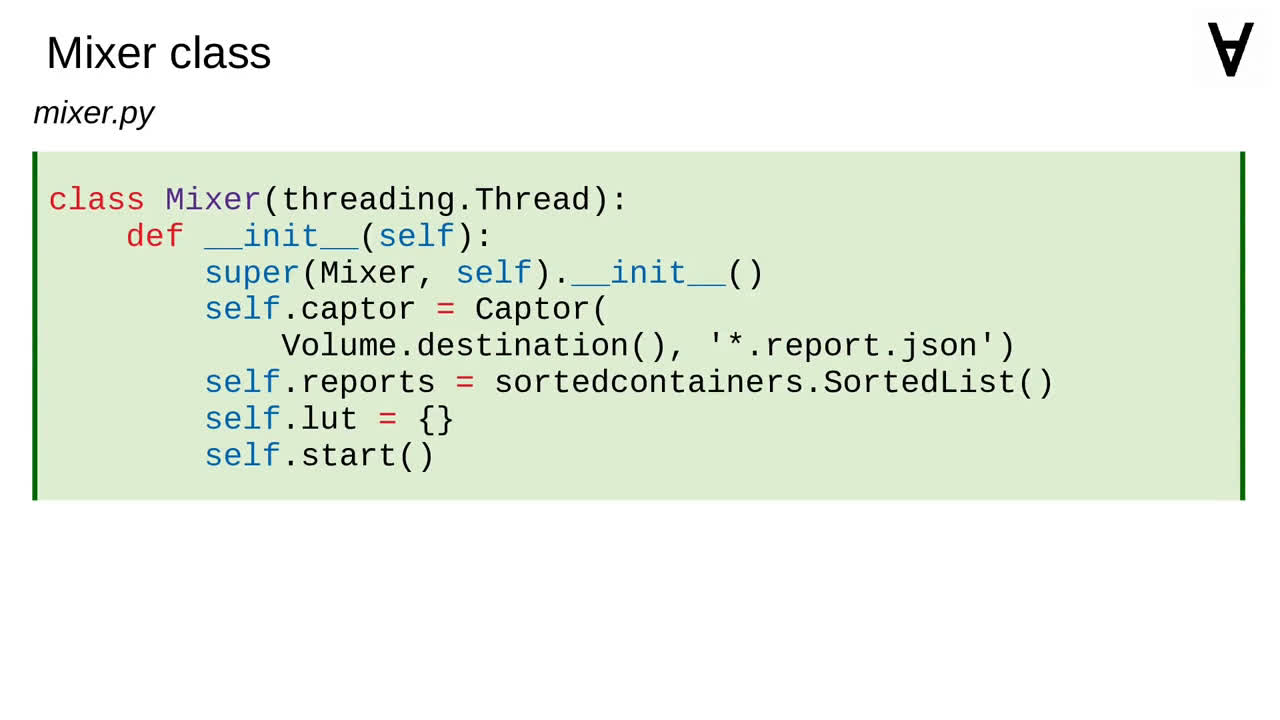 Mixer class
∀
mixer.py
class Mixer(threading.Thread):
    def __init__(self):
        super(Mixer, self).__init__()
        self.captor = Captor(
            Volume.destination(), '*.report.json')
        self.reports = sortedcontainers.SortedList()
        self.lut = {}
        self.start()